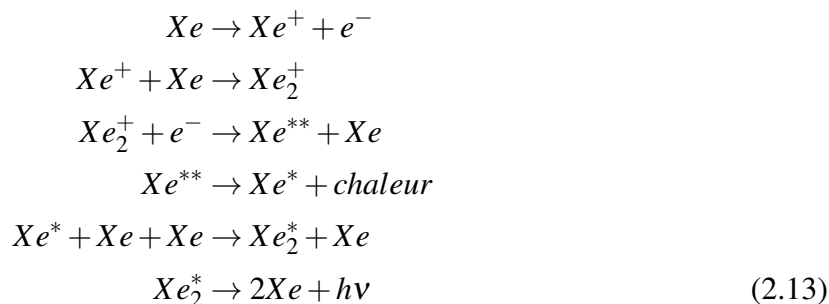 Xe → Xe⁺ + e⁻
Xe⁺ + Xe → Xe₂⁺
Xe₂⁺ + e⁻ → Xe** + Xe
Xe** → Xe* + chaleur
Xe* + Xe + Xe → Xe₂* + Xe
Xe₂* → 2Xe + hν (2.13)